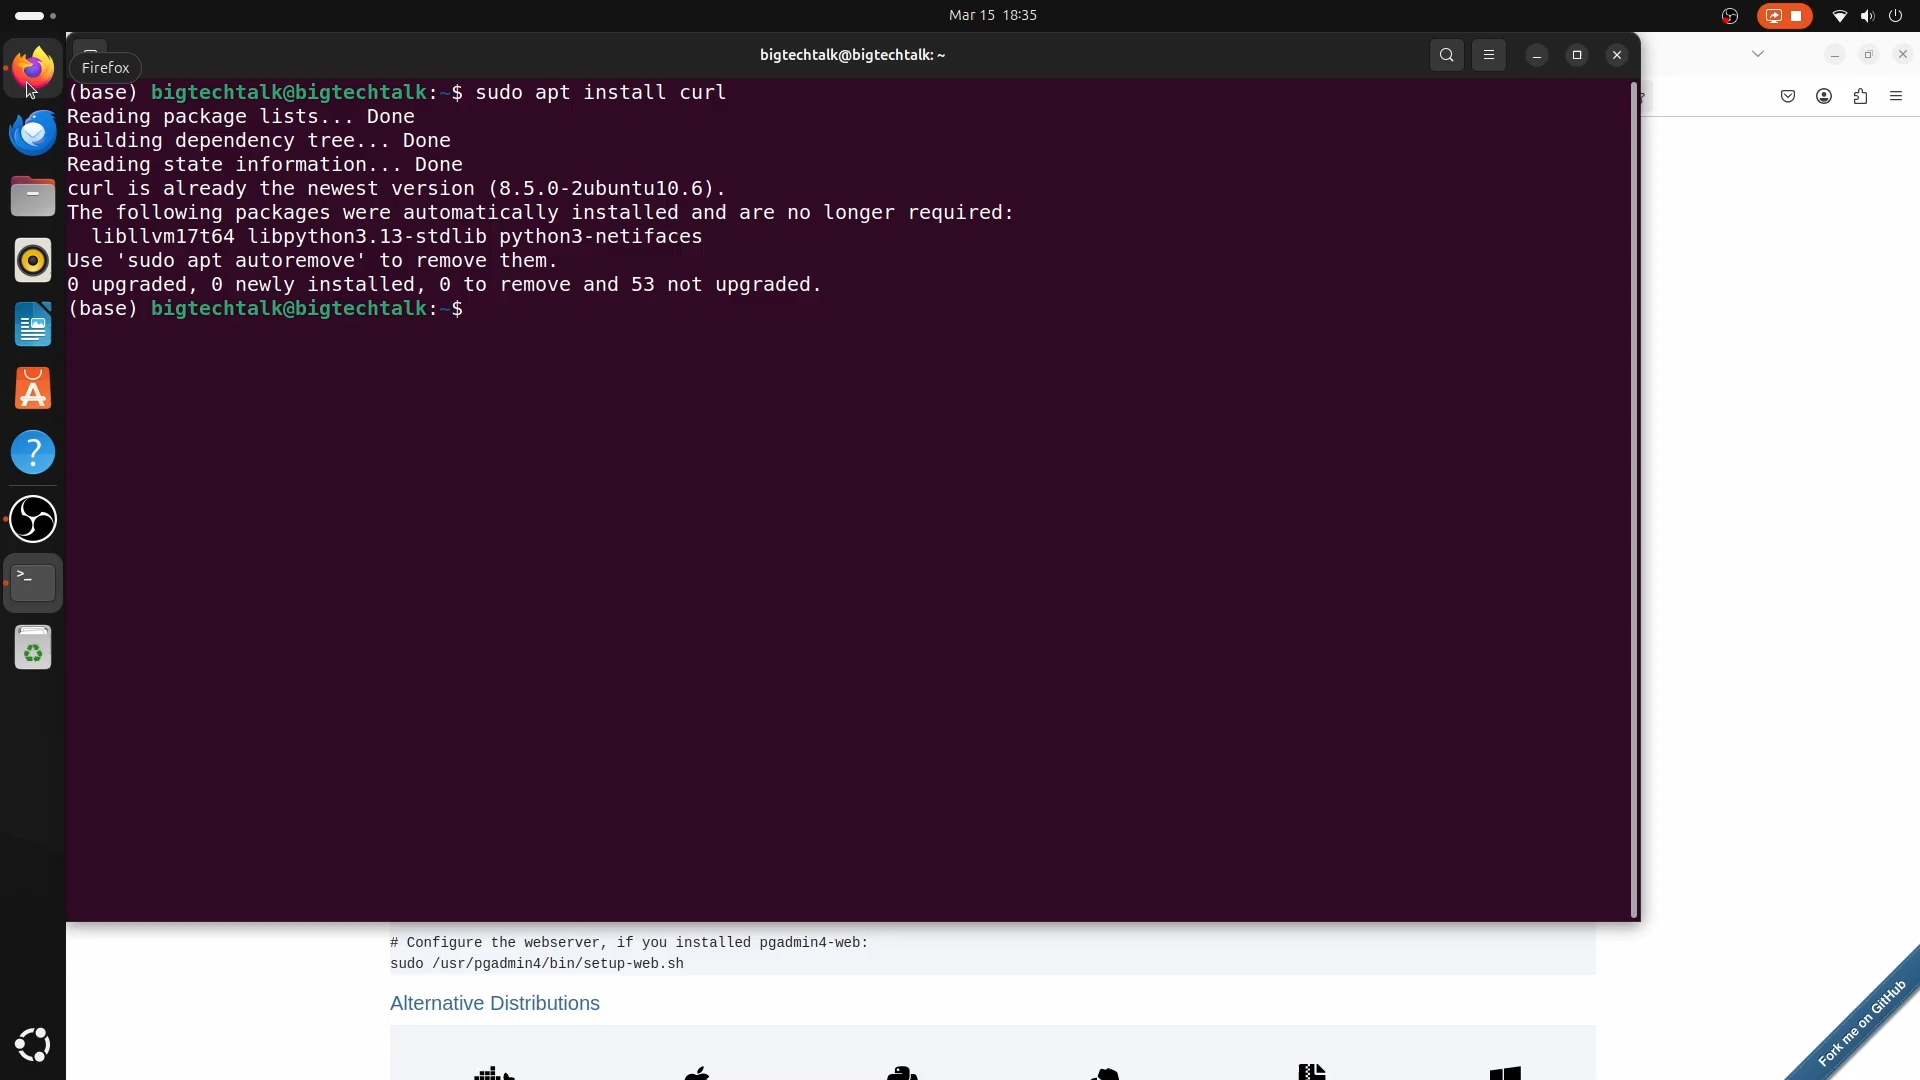 Mar 15 18:35
bigtechtalk@bigtechtalk: ~
Firefox
(base) bigtechtalk@bigtechtalk:~$ sudo apt install curl
Reading package lists... Done
Building dependency tree... Done
Reading state information... Done
curl is already the newest version (8.5.0-2ubuntu10.6).
The following packages were automatically installed and are no longer required:
  libllvm17t64 libpython3.13-stdlib python3-netifaces
Use 'sudo apt autoremove' to remove them.
0 upgraded, 0 newly installed, 0 to remove and 53 not upgraded.
(base) bigtechtalk@bigtechtalk:~$
# Configure the webserver, if you installed pgadmin4-web:
sudo /usr/pgadmin4/bin/setup-web.sh
Alternative Distributions
Fork me on GitHub